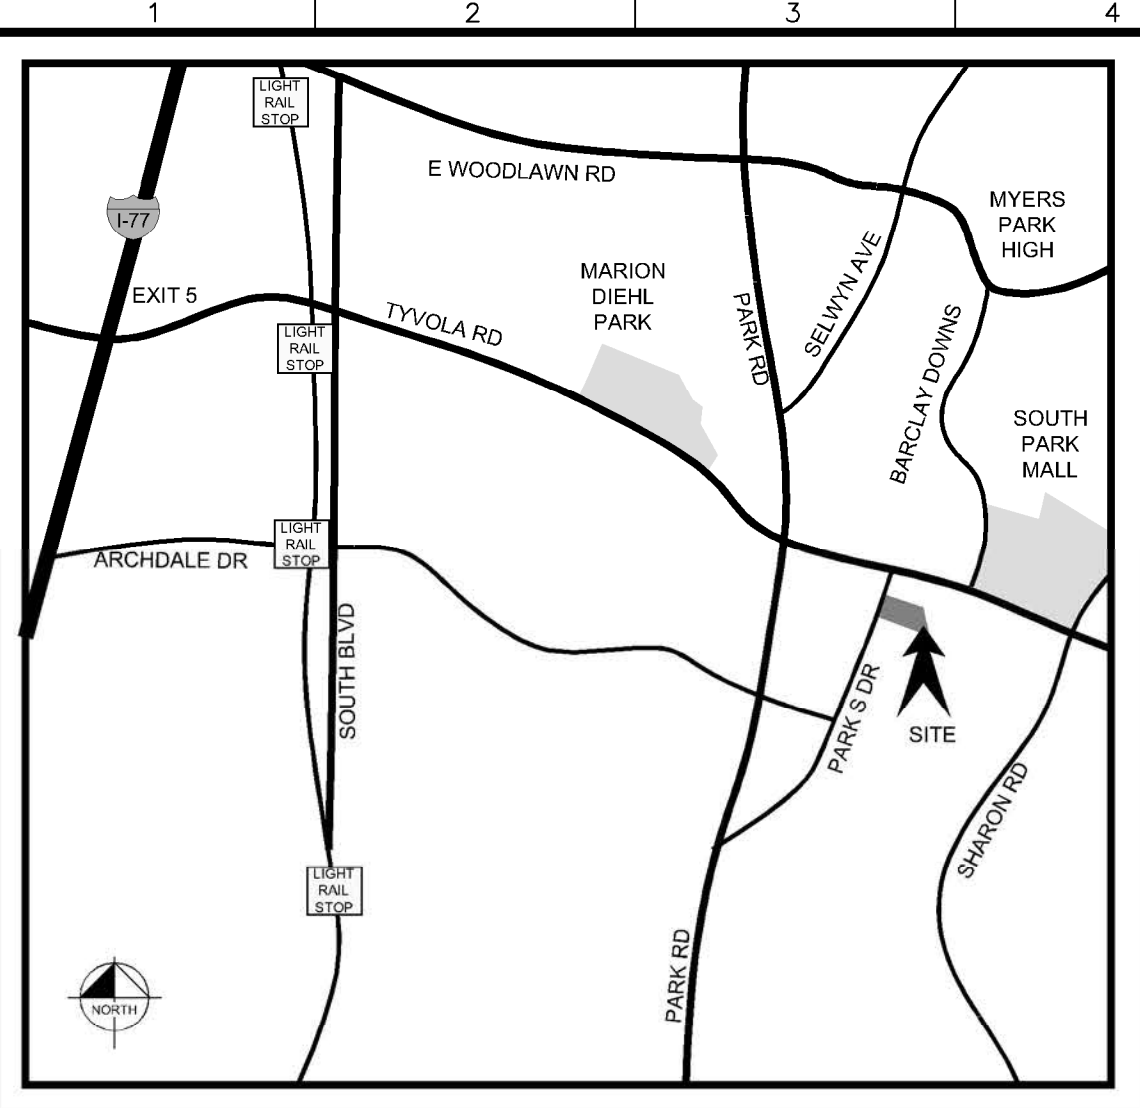 1 2 3 4
LIGHT
RAIL
STOP
E WOODLAWN RD
MYERS
PARK
HIGH
I-77
SELWYN AVE
MARION
DIEHL
PARK
EXIT 5
TYVOLA RD
PARK RD
LIGHT
RAIL
STOP
BARCLAY DOWNS
SOUTH
PARK
MALL
LIGHT
RAIL
STOP
ARCHDALE DR
SOUTH BLVD
PARK S DR
SITE
SHARON RD
LIGHT
RAIL
STOP
PARK RD
NORTH